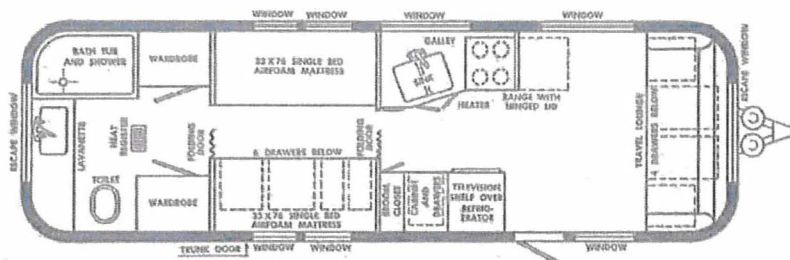 WINDOW
WINDOW
WINDOW
WINDOW
BATH TUB
AND SHOWER
WARDROBE
33 X 76 SINGLE BED
AIRFOAM MATTRESS
GALLEY
SINK
HEATER
RANGE WITH
HINGED LID
ESCAPE WINDOW
LAVANETTE
HEAT
REGISTER
FOLDING
DOOR
6 DRAWERS BELOW
FOLDING
DOOR
TRAVEL LOUNGE
4 DRAWERS BELOW
ESCAPE WINDOW
TOILET
WARDROBE
33 X 76 SINGLE BED
AIRFOAM MATTRESS
BROOM
CLOSET
AND
DRAWERS
TELEVISION
SHELF OVER
REFRIG-
ERATOR
TRUNK DOOR
WINDOW
WINDOW
WINDOW